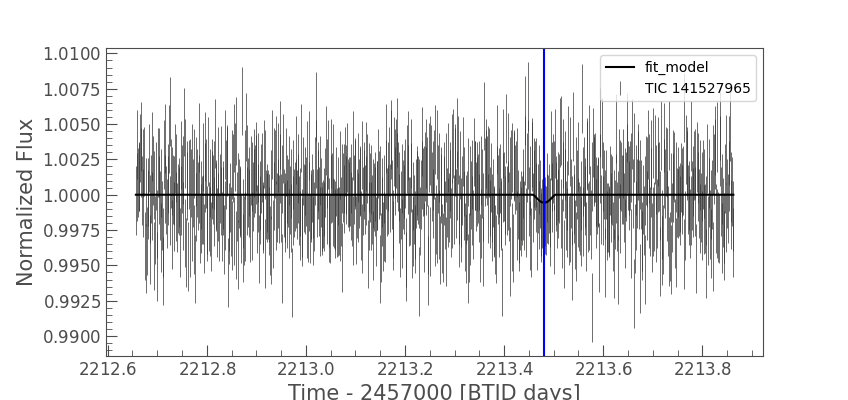 1.0100
1.0075
1.0050
1.0025
1.0000
0.9975
0.9950
0.9925
0.9900
Normalized Flux
fit_model
TIC 141527965
2212.6 2212.8 2213.0 2213.2 2213.4 2213.6 2213.8
Time - 2457000 [BTJD days]